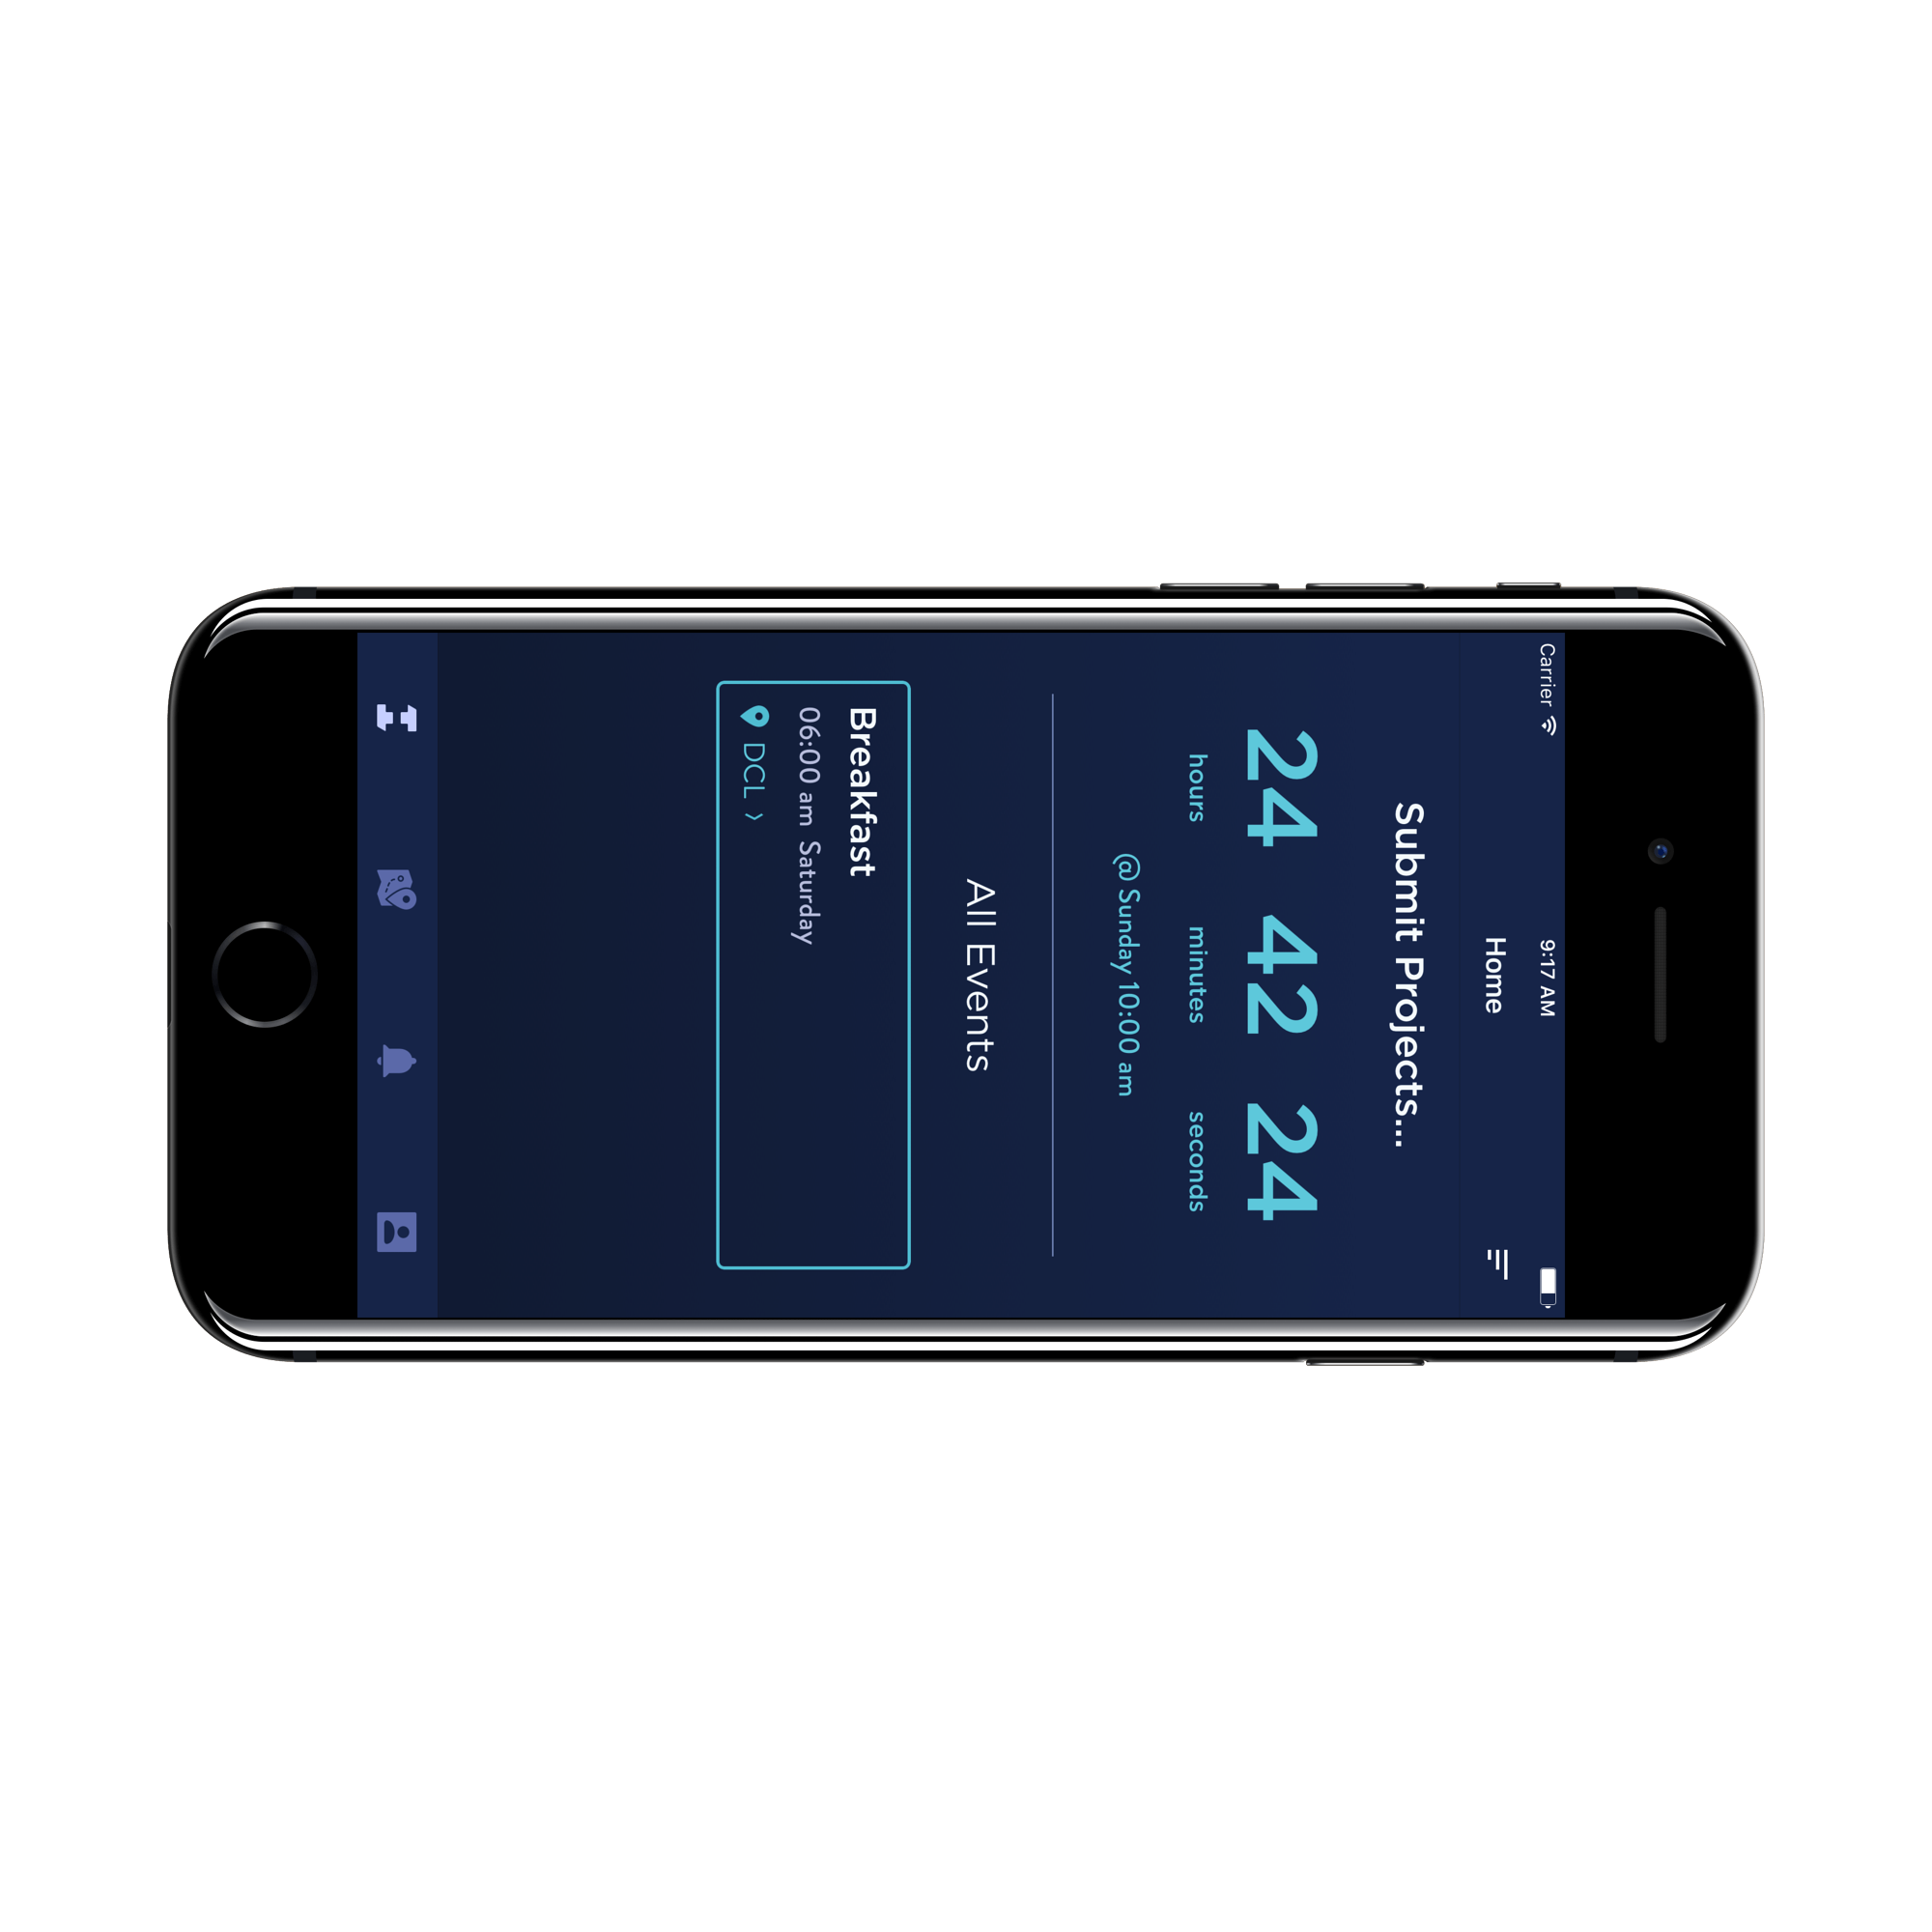 Carrier 9:17 AM
Home
Submit Projects...
24 42 24
hours minutes seconds
@ Sunday 10:00 am
All Events
Breakfast
06:00 am Saturday
DCL >